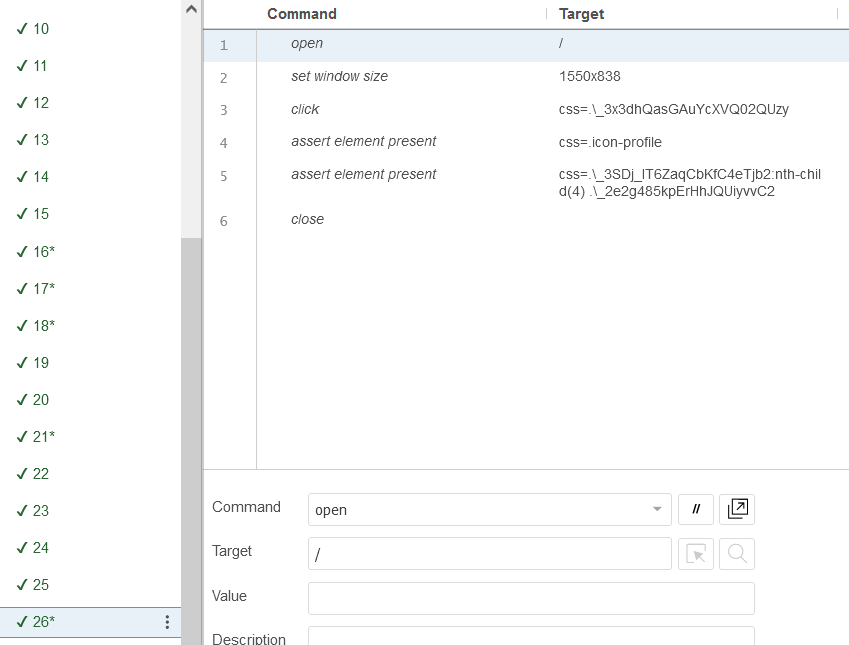 ✓ 10
✓ 11
✓ 12
✓ 13
✓ 14
✓ 15
✓ 16*
✓ 17*
✓ 18*
✓ 19
✓ 20
✓ 21*
✓ 22
✓ 23
✓ 24
✓ 25
✓ 26*
Command Target
1 open /
2 set window size 1550x838
3 click css=.\_3x3dhQasGAuYcXVQ02QUzy
4 assert element present css=.icon-profile
5 assert element present css=.\_3SDj_lT6ZaqCbKfC4eTjb2:nth-chil
d(4) .\_2e2g485kpErHhJQUiyvvC2
6 close
Command open //
Target /
Value
Description